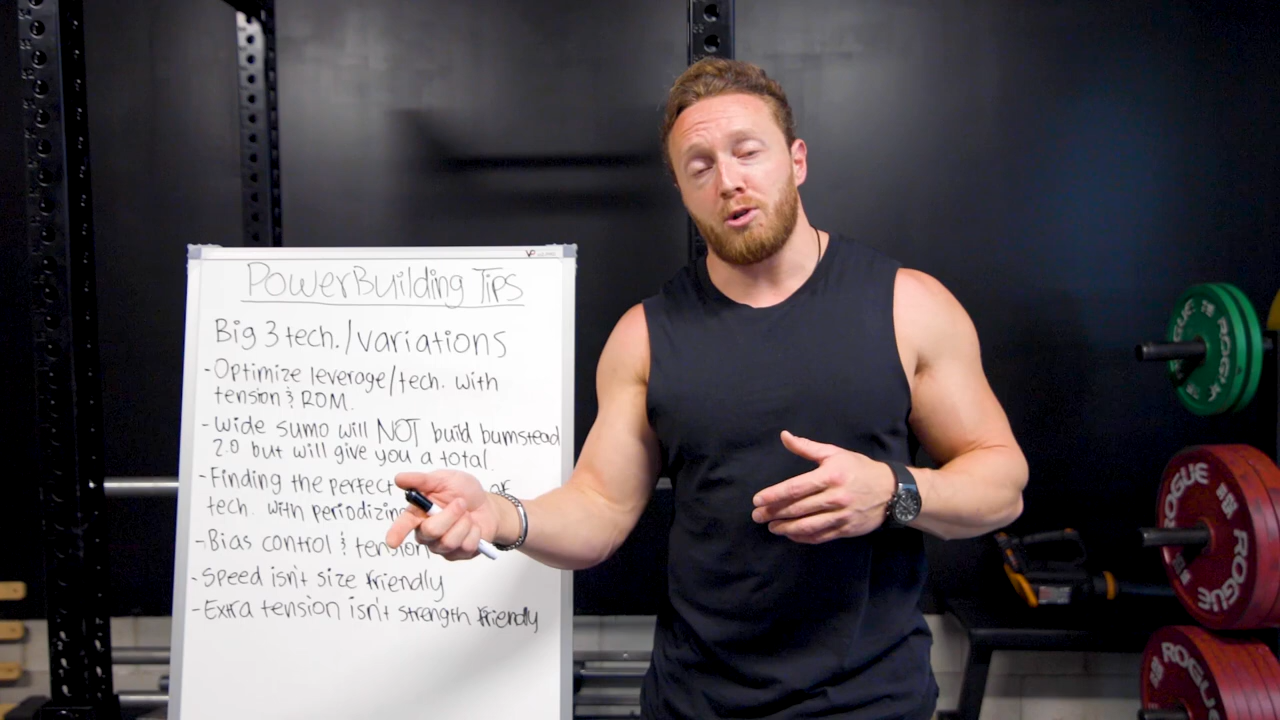 PowerBuilding Tips
Big 3 tech./variations
-Optimize leverage/tech. with
tension & ROM.
-Wide sumo will NOT build bumstead
2.0 but will give you a total.
-Finding the perfect or
tech. with periodizing
-Bias control & tension
-Speed isn't size friendly
-Extra tension isn't strength friendly
ROGUE
ROGUE
ROGUE
ROGUE